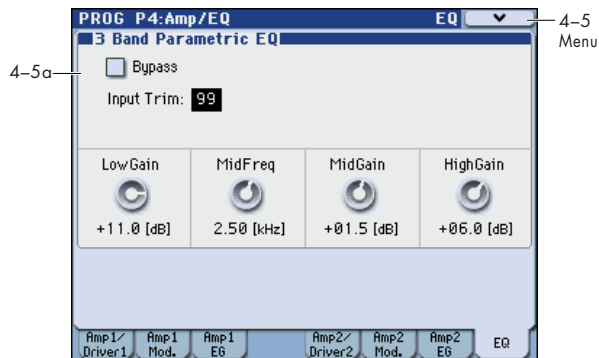 PROG P4:Amp/EQ EQ
4–5
Menu
3 Band Parametric EQ
4–5a
Bypass
Input Trim: 99
LowGain MidFreq MidGain HighGain
+11.0 [dB] 2.50 [kHz] +01.5 [dB] +06.0 [dB]
Amp1/ Amp1 Amp1 Amp2/ Amp2 Amp2 EQ
Driver1 Mod. EG Driver2 Mod. EG